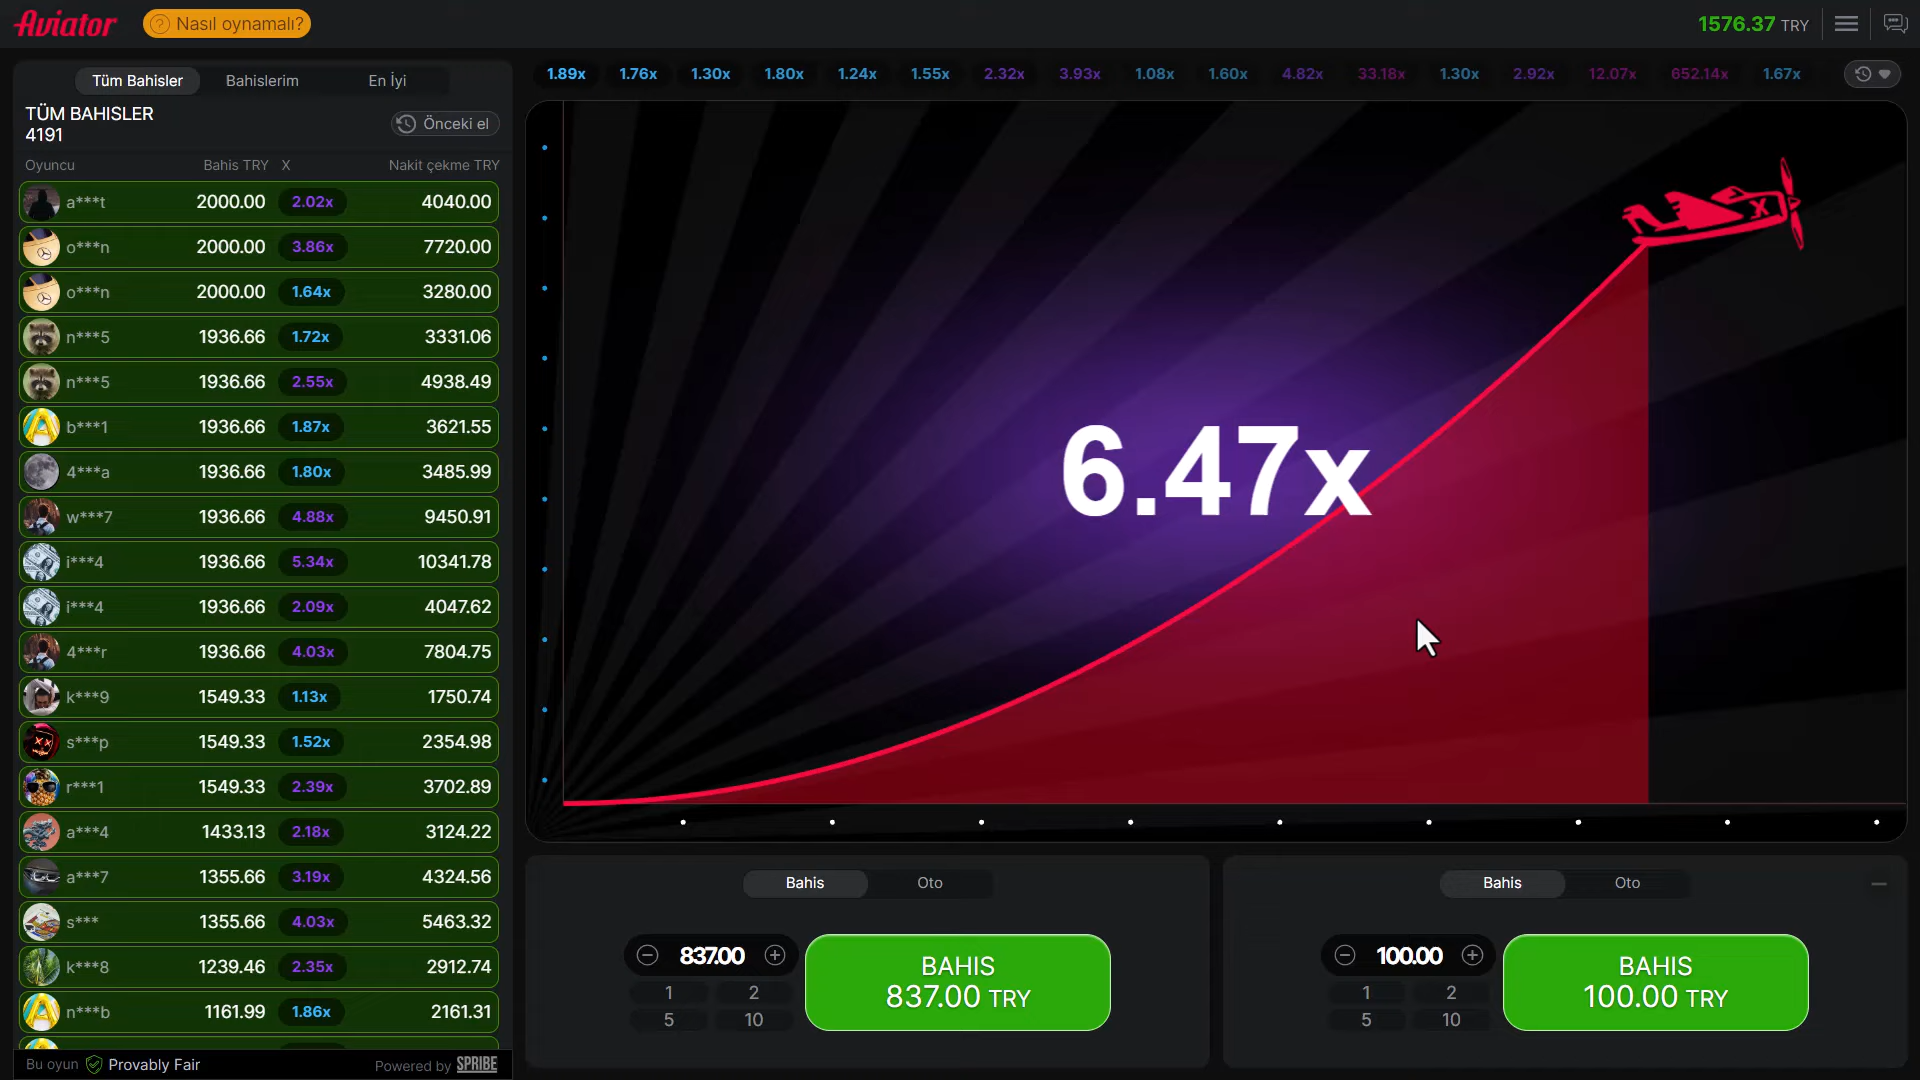 Aviator
? Nasıl oynamalı?
1576.37 TRY
Tüm Bahisler Bahislerim En İyi
TÜM BAHISLER
4191
Önceki el
Oyuncu Bahis TRY X Nakit çekme TRY
a***t 2000.00 2.02x 4040.00
o***n 2000.00 3.86x 7720.00
o***n 2000.00 1.64x 3280.00
n***5 1936.66 1.72x 3331.06
n***5 1936.66 2.55x 4938.49
b***1 1936.66 1.87x 3621.55
4***a 1936.66 1.80x 3485.99
w***7 1936.66 4.88x 9450.91
i***4 1936.66 5.34x 10341.78
i***4 1936.66 2.09x 4047.62
4***r 1936.66 4.03x 7804.75
k***9 1549.33 1.13x 1750.74
s***p 1549.33 1.52x 2354.98
r***1 1549.33 2.39x 3702.89
a***4 1433.13 2.18x 3124.22
a***7 1355.66 3.19x 4324.56
s*** 1355.66 4.03x 5463.32
k***8 1239.46 2.35x 2912.74
n***b 1161.99 1.86x 2161.31
Bu oyun Provably Fair Powered by SPRIBE
1.89x 1.76x 1.30x 1.80x 1.24x 1.55x 2.32x 3.93x 1.08x 1.60x 4.82x 33.18x 1.30x 2.92x 12.07x 652.14x 1.67x
X
6.47x
Bahis Oto
837.00
1 2
5 10
BAHIS
837.00 TRY
Bahis Oto
100.00
1 2
5 10
BAHIS
100.00 TRY